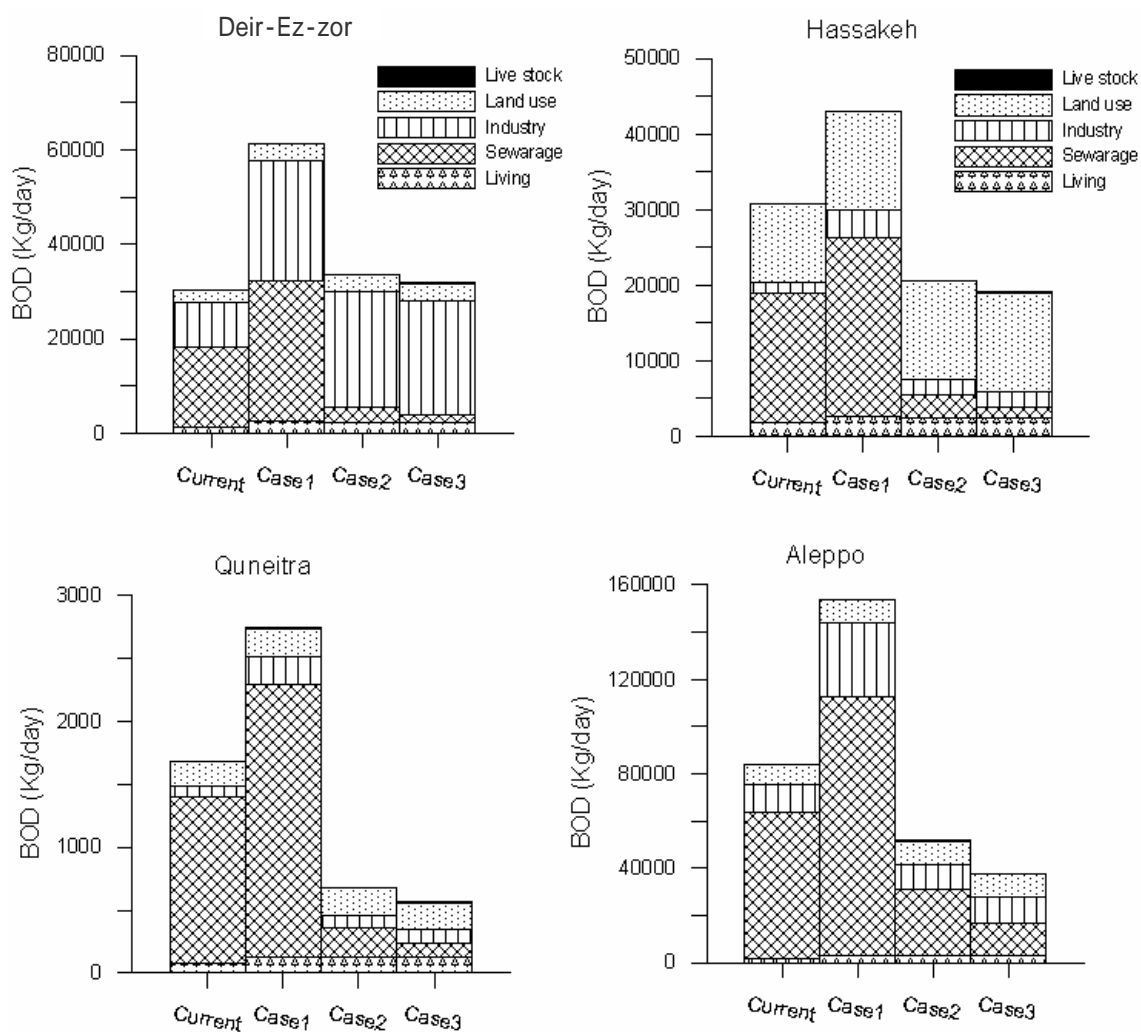 Deir-Ez-zor
80000
60000
40000
20000
0
BOD (Kg/day)
Live stock
Land use
Industry
Sewarage
Living
Current Case1 Case2 Case3
Hassakeh
50000
40000
30000
20000
10000
0
BOD (Kg/day)
Live stock
Land use
Industry
Sewarage
Living
Current Case1 Case2 Case3
Quneitra
3000
2000
1000
0
BOD (Kg/day)
Current Case1 Case2 Case3
Aleppo
160000
120000
80000
40000
0
BOD (Kg/day)
Current Case1 Case2 Case3